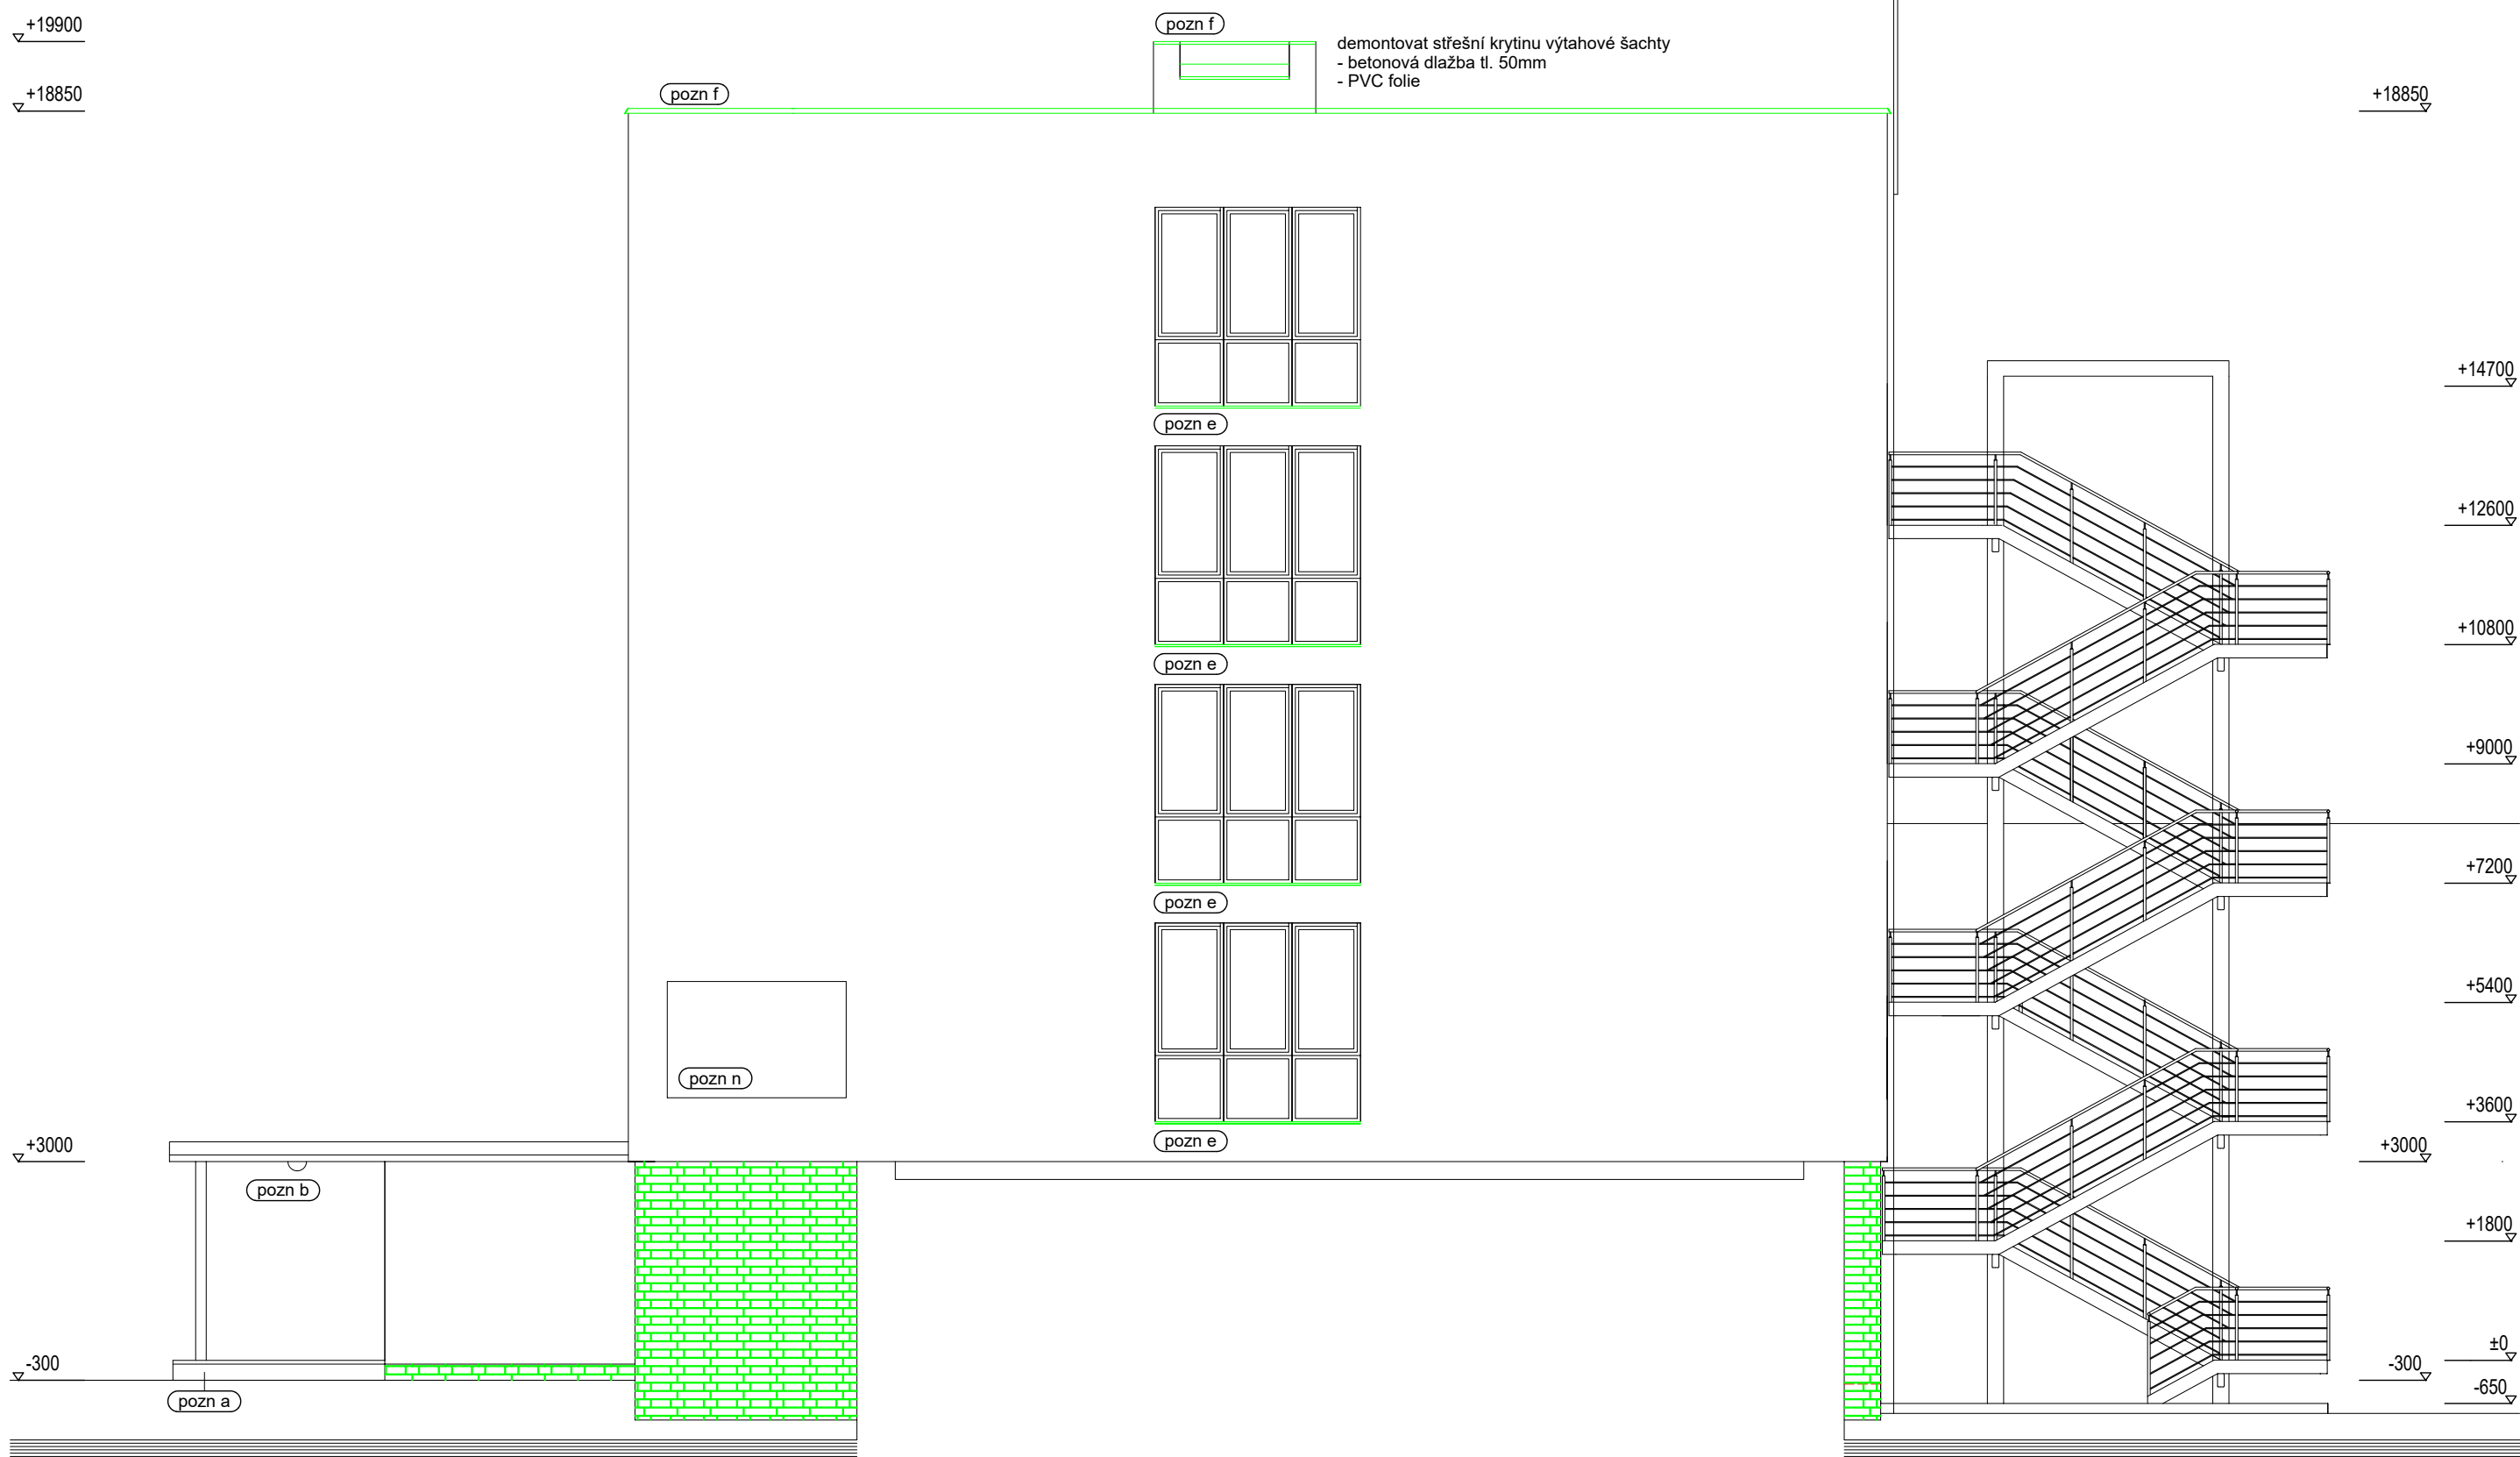 +19900
pozn f
demontovat střešní krytinu výtahové šachty
- betonová dlažba tl. 50mm
- PVC folie
+18850
pozn f
+18850
+14700
pozn e
+12600
+10800
pozn e
+9000
+7200
pozn e
+5400
pozn n
+3600
pozn e
+3000
+3000
pozn b
+1800
±0
-300
-300
-650
pozn a